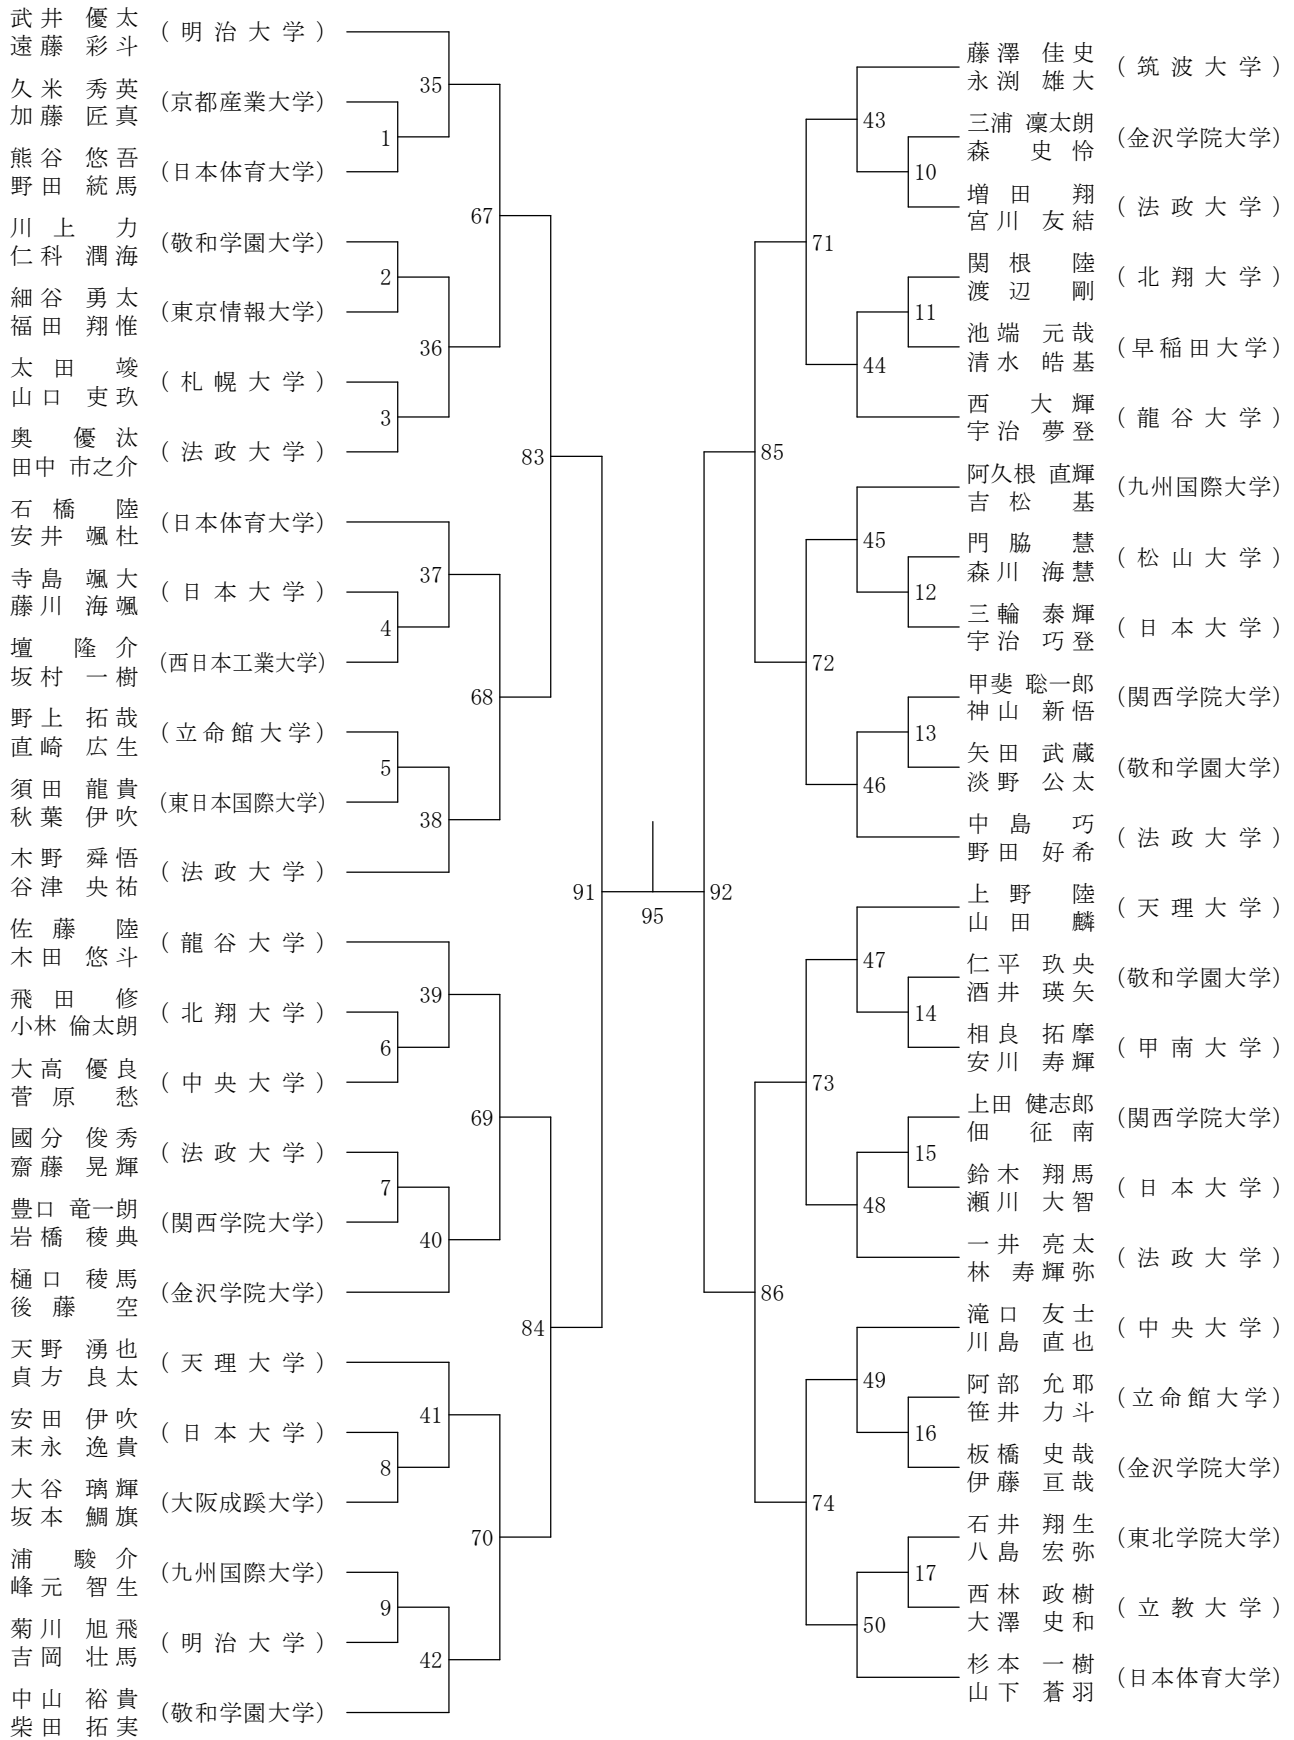 武井 優太
遠藤 彩斗
(明治大学)
久米 秀英
加藤 匠真
(京都産業大学)
熊谷 悠吾
野田 統馬
(日本体育大学)
川上 力
仁科 潤海
(敬和学園大学)
細谷 勇太
福田 翔惟
(東京情報大学)
太田 竣
山口 吏玖
(札幌大学)
奥 優汰
田中 市之介
(法政大学)
石橋 陸
安井 颯杜
(日本体育大学)
寺島 颯大
藤川 海颯
(日本大学)
壇 隆介
坂村 一樹
(西日本工業大学)
野上 拓哉
直崎 広生
(立命館大学)
須田 龍貴
秋葉 伊吹
(東日本国際大学)
木野 舜悟
谷津 央祐
(法政大学)
佐藤 陸
木田 悠斗
(龍谷大学)
飛田 修
小林 倫太朗
(北翔大学)
大高 優良
菅原 愁
(中央大学)
國分 俊秀
齋藤 晃輝
(法政大学)
豊口 竜一朗
岩橋 稜典
(関西学院大学)
樋口 稜馬
後藤 空
(金沢学院大学)
天野 湧也
貞方 良太
(天理大学)
安田 伊吹
末永 逸貴
(日本大学)
大谷 璃輝
坂本 鯛旗
(大阪成蹊大学)
浦 駿介
峰元 智生
(九州国際大学)
菊川 旭飛
吉岡 壮馬
(明治大学)
中山 裕貴
柴田 拓実
(敬和学園大学)
1
2
3
4
5
6
7
8
9
35
36
37
38
39
40
41
42
67
68
69
70
83
84
91
95
92
85
86
71
72
73
74
43
44
45
46
47
48
49
50
10
11
12
13
14
15
16
17
藤澤 佳史
永渕 雄大
(筑波大学)
三浦 凜太朗
森 史怜
(金沢学院大学)
増田 翔
宮川 友結
(法政大学)
関根 陸
渡辺 剛
(北翔大学)
池端 元哉
清水 皓基
(早稲田大学)
西 大輝
宇治 夢登
(龍谷大学)
阿久根 直輝
吉松 基
(九州国際大学)
門脇 慧
森川 海慧
(松山大学)
三輪 泰輝
宇治 巧登
(日本大学)
甲斐 聡一郎
神山 新悟
(関西学院大学)
矢田 武蔵
淡野 公太
(敬和学園大学)
中島 巧
野田 好希
(法政大学)
上野 陸
山田 麟
(天理大学)
仁平 玖央
酒井 瑛矢
(敬和学園大学)
相良 拓摩
安川 寿輝
(甲南大学)
上田 健志郎
佃 征南
(関西学院大学)
鈴木 翔馬
瀬川 大智
(日本大学)
一井 亮太
林 寿輝弥
(法政大学)
滝口 友士
川島 直也
(中央大学)
阿部 允耶
笹井 力斗
(立命館大学)
板橋 史哉
伊藤 亘哉
(金沢学院大学)
石井 翔生
八島 宏弥
(東北学院大学)
西林 政樹
大澤 史和
(立教大学)
杉本 一樹
山下 蒼羽
(日本体育大学)